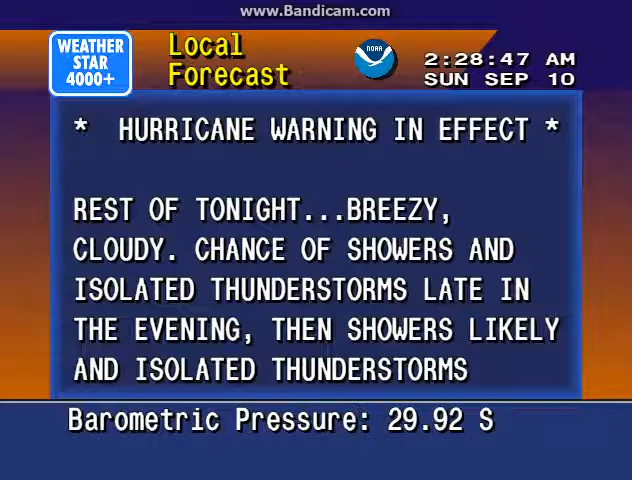 www.Bandicam.com
WEATHER
STAR
4000+
Local
Forecast
NOAA
2:28:47 AM
SUN SEP 10
* HURRICANE WARNING IN EFFECT *
REST OF TONIGHT...BREEZY,
CLOUDY. CHANCE OF SHOWERS AND
ISOLATED THUNDERSTORMS LATE IN
THE EVENING, THEN SHOWERS LIKELY
AND ISOLATED THUNDERSTORMS
Barometric Pressure: 29.92 S